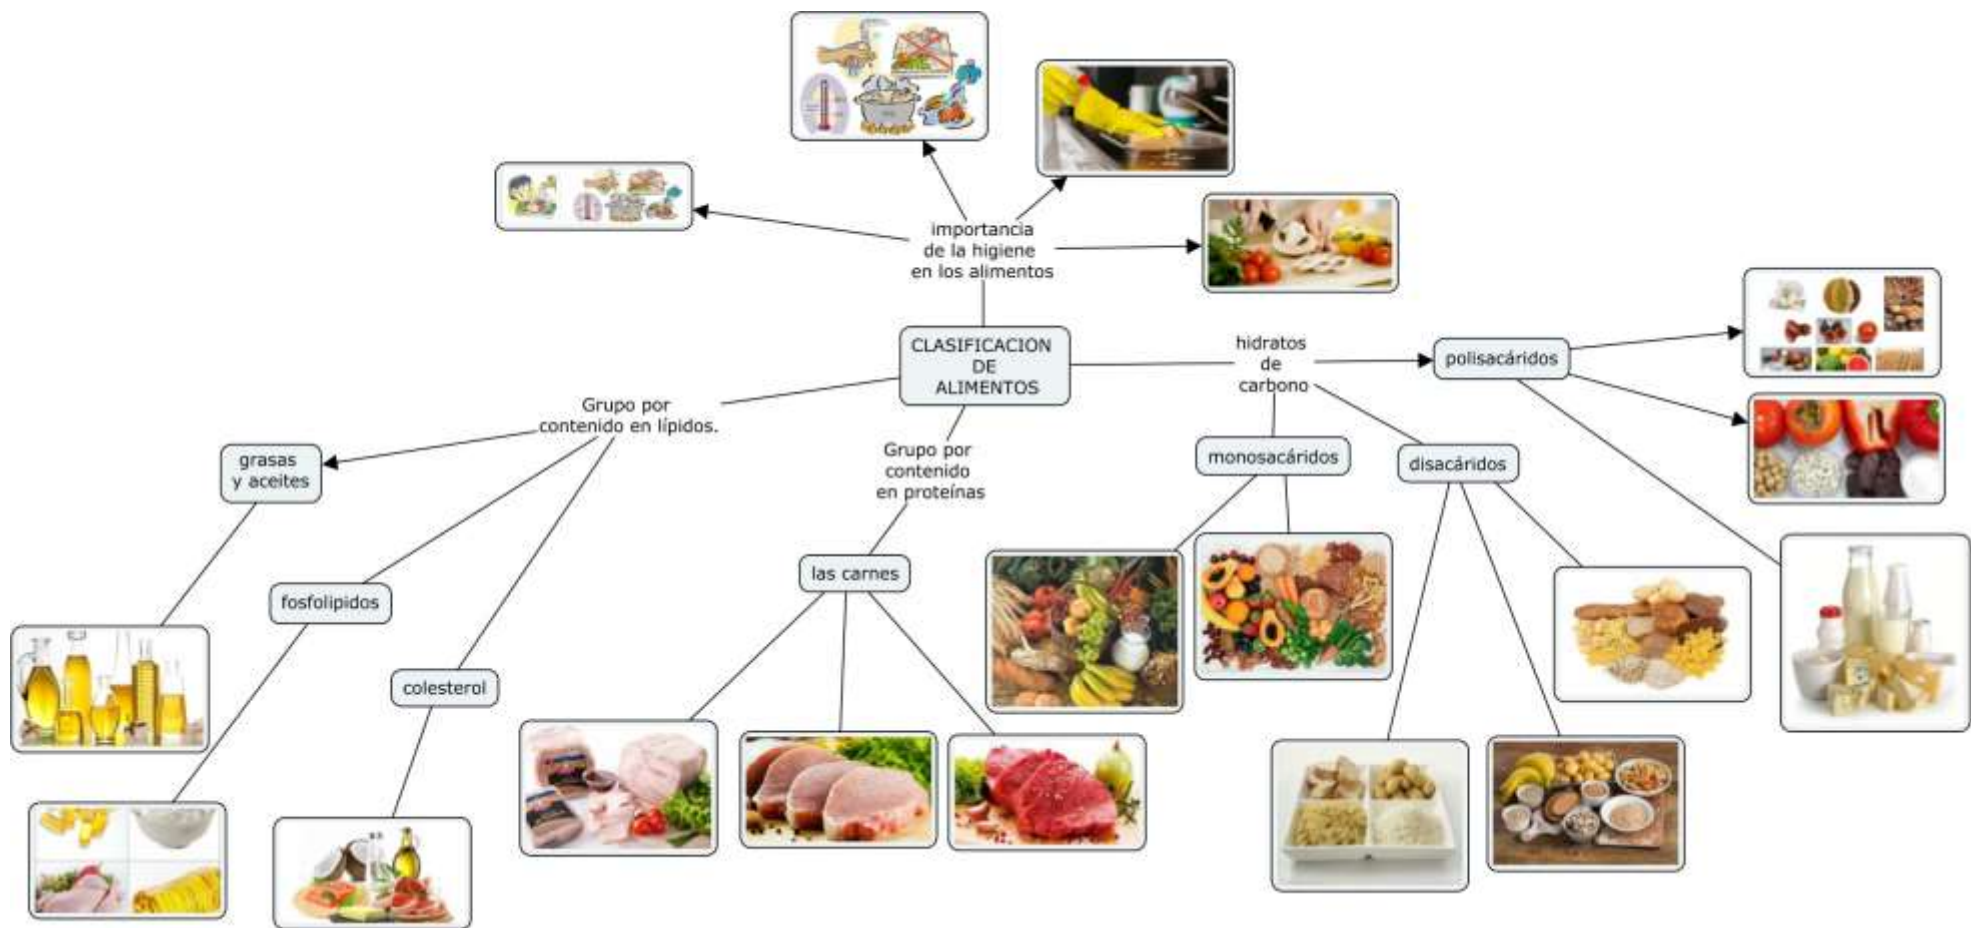 importancia
de la higiene
en los alimentos
CLASIFICACION
DE
ALIMENTOS
hidratos
de
carbono
polisacáridos
Grupo por
contenido en lípidos.
grasas
y aceites
Grupo por
contenido
en proteínas
monosacáridos
disacáridos
las carnes
fosfolipidos
colesterol